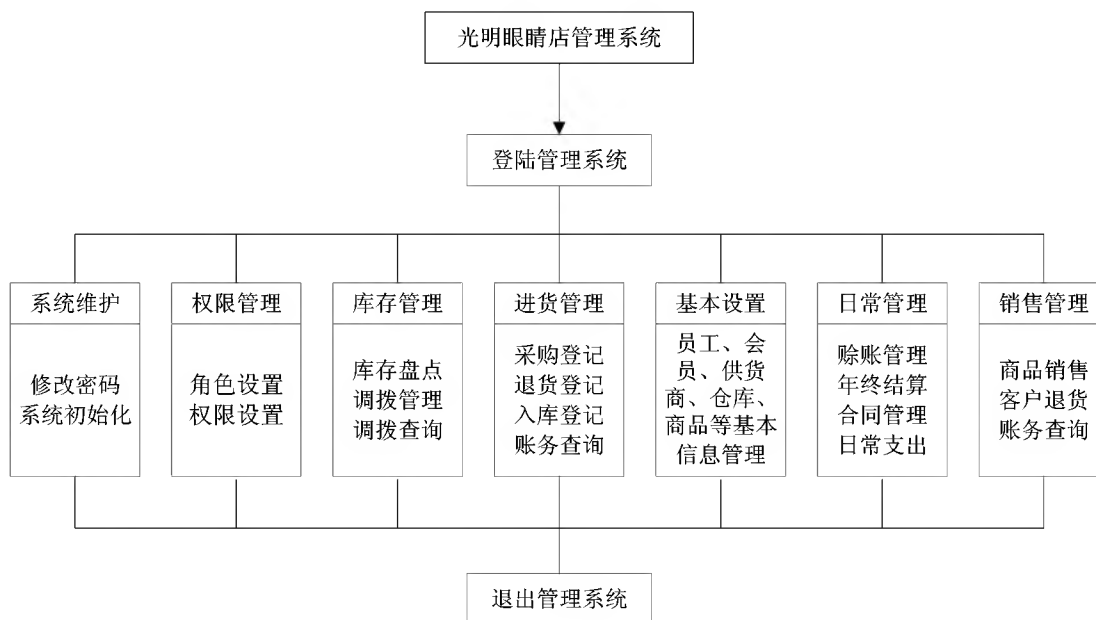 光明眼睛店管理系统
登陆管理系统
系统维护
修改密码
系统初始化
权限管理
角色设置
权限设置
库存管理
库存盘点
调拨管理
调拨查询
进货管理
采购登记
退货登记
入库登记
账务查询
基本设置
员工、会
员、供货
商、仓库、
商品等基本
信息管理
日常管理
赊账管理
年终结算
合同管理
日常支出
销售管理
商品销售
客户退货
账务查询
退出管理系统